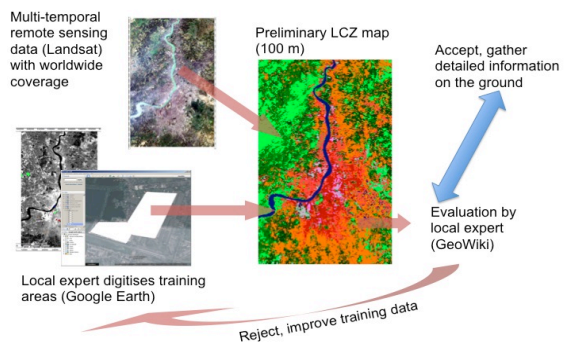 Multi-temporal
remote sensing
data (Landsat)
with worldwide
coverage
Preliminary LCZ map
(100 m)
Accept, gather
detailed information
on the ground
Evaluation by
local expert
(GeoWiki)
Local expert digitises training
areas (Google Earth)
Reject, improve training data